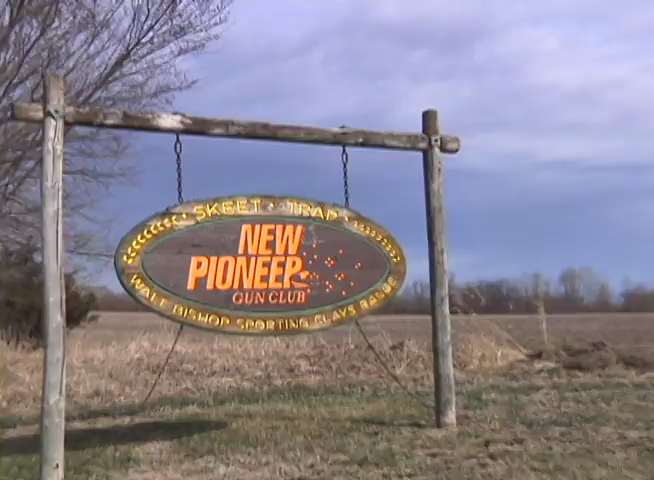 SKEET • TRAP
NEW
PIONEER
GUN CLUB
WALT BISHOP SPORTING CLAYS RANGE